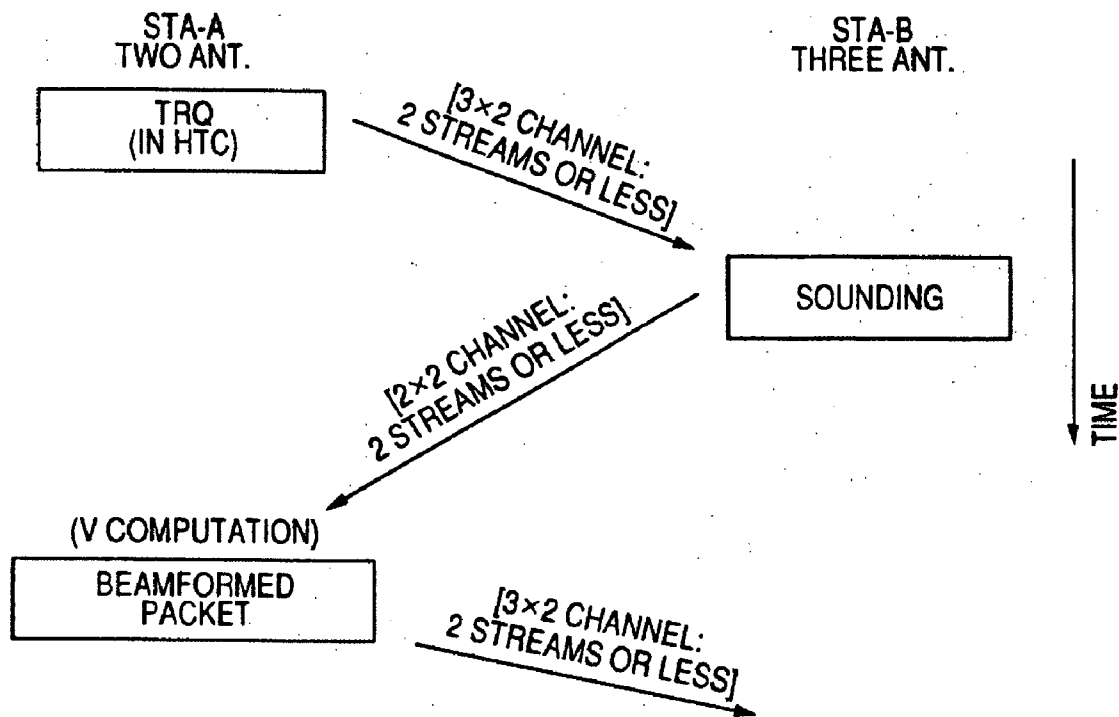 STA-A
TWO ANT.
STA-B
THREE ANT.
TRQ
(IN HTC)
[3×2 CHANNEL:
2 STREAMS OR LESS]
SOUNDING
[2×2 CHANNEL:
2 STREAMS OR LESS]
TIME
(V COMPUTATION)
BEAMFORMED
PACKET
[3×2 CHANNEL:
2 STREAMS OR LESS]